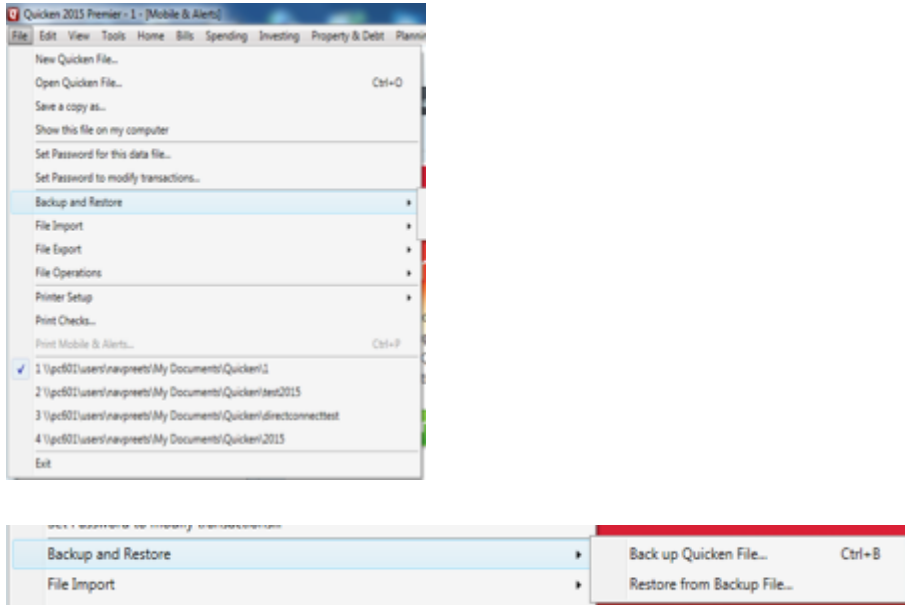 Quicken 2015 Premier - 1 - [Mobile & Alerts]
File Edit View Tools Home Bills Spending Investing Property & Debt
New Quicken File...
Open Quicken File... Ctrl+O
Save a copy as...
Show this file on my computer
Set Password for this data file...
Set Password to modify transactions...
Backup and Restore
File Import
File Export
File Operations
Printer Setup
Print Checks...
Print Mobile & Alerts... Ctrl+P
1 \\pc601\users\navpreets\My Documents\Quicken\1
2 \\pc601\users\navpreets\My Documents\Quicken\test2015
3 \\pc601\users\navpreets\My Documents\Quicken\directconnecttest
4 \\pc601\users\navpreets\My Documents\Quicken\2015
Exit
Set Password to modify transactions...
Backup and Restore
Back up Quicken File... Ctrl+B
File Import
Restore from Backup File...